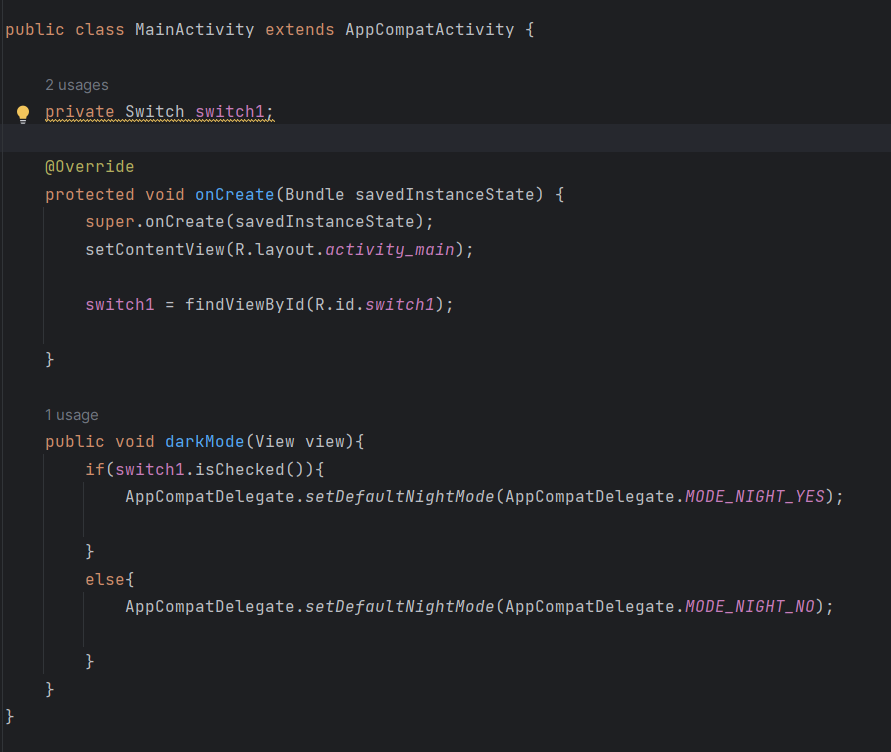 public class MainActivity extends AppCompatActivity {
2 usages
private Switch switch1;
@Override
protected void onCreate(Bundle savedInstanceState) {
super.onCreate(savedInstanceState);
setContentView(R.layout.activity_main);
switch1 = findViewById(R.id.switch1);
}
1 usage
public void darkMode(View view){
if(switch1.isChecked()){
AppCompatDelegate.setDefaultNightMode(AppCompatDelegate.MODE_NIGHT_YES);
}
else{
AppCompatDelegate.setDefaultNightMode(AppCompatDelegate.MODE_NIGHT_NO);
}
}
}